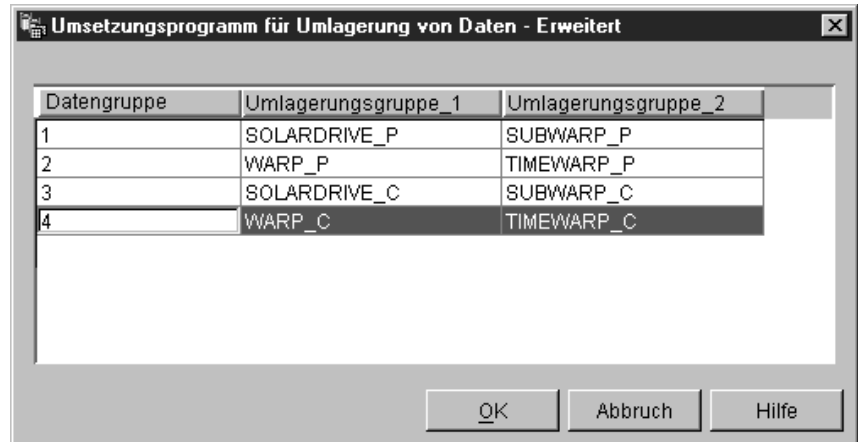 Umsetzungsprogramm für Umlagerung von Daten - Erweitert
Datengruppe Umlagerungsgruppe_1 Umlagerungsgruppe_2
1 SOLARDRIVE_P SUBWARP_P
2 WARP_P TIMEWARP_P
3 SOLARDRIVE_C SUBWARP_C
4 WARP_C TIMEWARP_C
OK Abbruch Hilfe